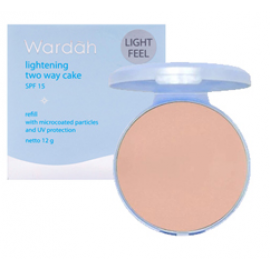 Wardah
LIGHT
FEEL
lightening
two way cake
SPF 15
refill
with microcoated particles
and UV protection
netto 12 g